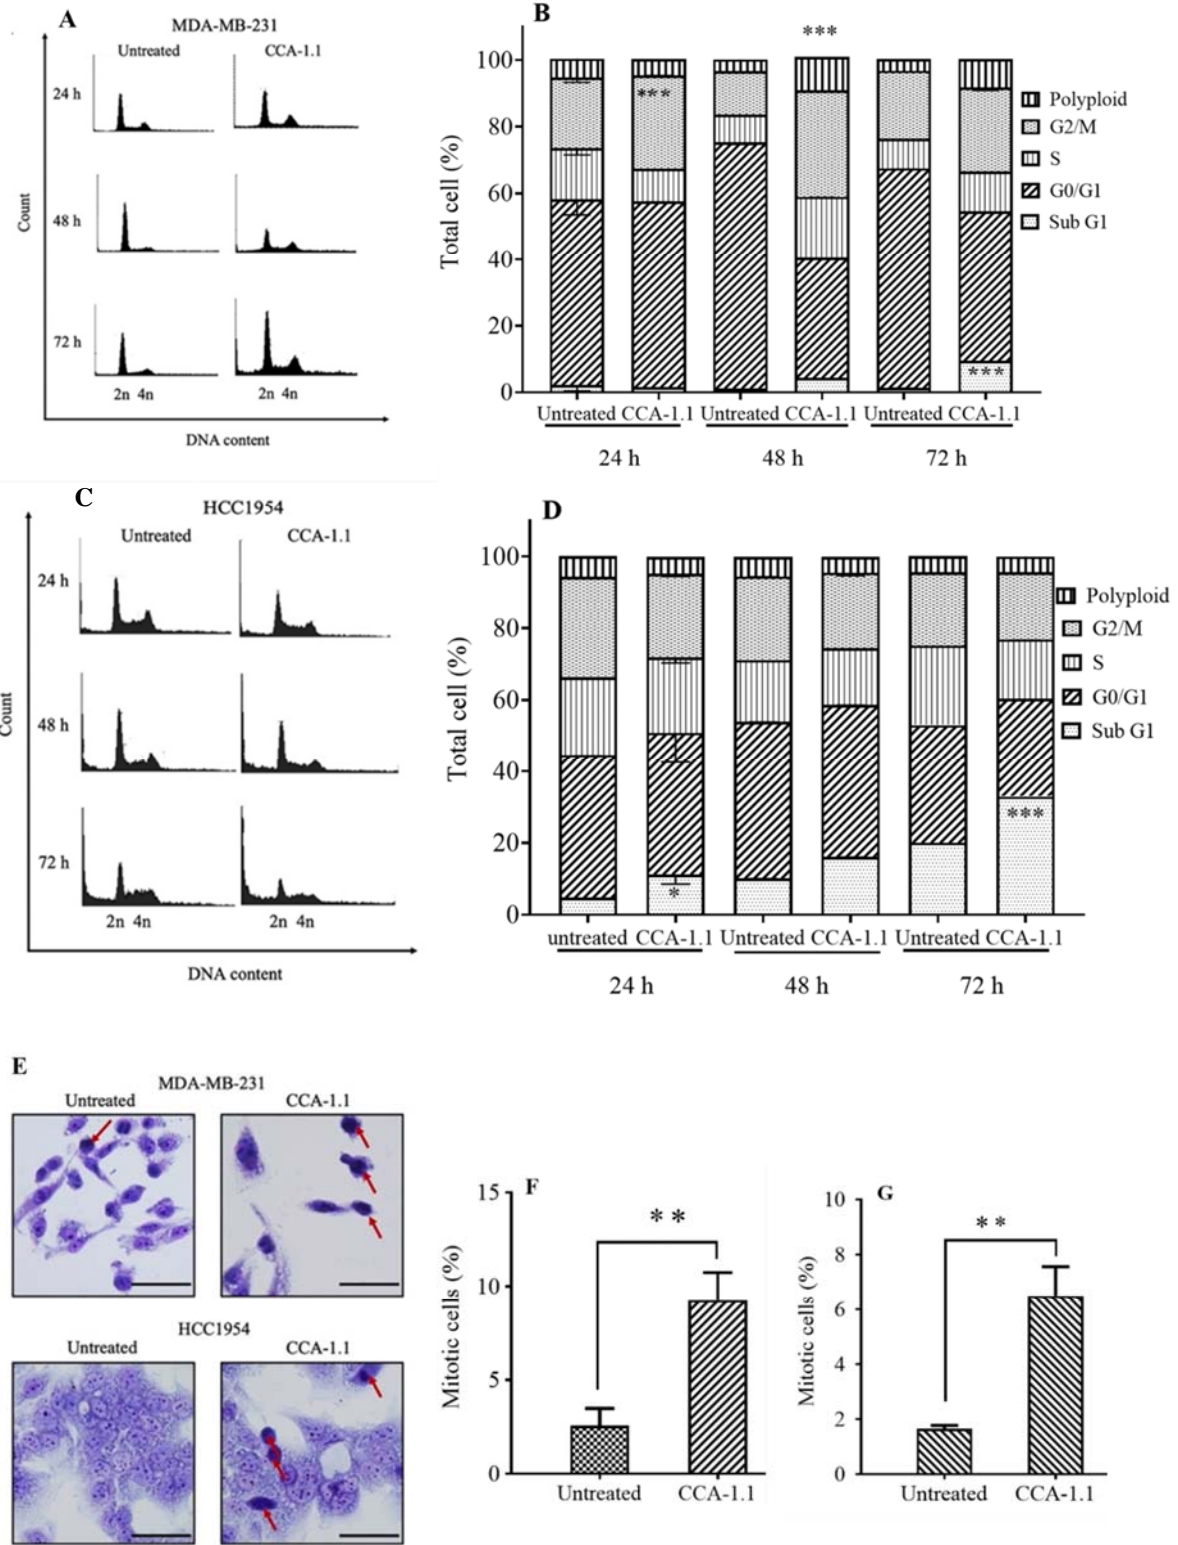 A
MDA-MB-231
Untreated CCA-1.1
24 h
48 h
72 h
Count
2n 4n 2n 4n
DNA content
B
***
100
80
60
40
20
0
Total cell (%)
***
***
Polyploid
G2/M
S
G0/G1
Sub G1
Untreated CCA-1.1 Untreated CCA-1.1 Untreated CCA-1.1
24 h 48 h 72 h
C
HCC1954
Untreated CCA-1.1
24 h
48 h
72 h
Count
2n 4n 2n 4n
DNA content
D
100
80
60
40
20
0
Total cell (%)
*
***
Polyploid
G2/M
S
G0/G1
Sub G1
untreated CCA-1.1 Untreated CCA-1.1 Untreated CCA-1.1
24 h 48 h 72 h
E
MDA-MB-231
Untreated CCA-1.1
HCC1954
Untreated CCA-1.1
F
15
10
5
0
Mitotic cells (%)
**
Untreated CCA-1.1
G
10
8
6
4
2
0
Mitotic cells (%)
**
Untreated CCA-1.1